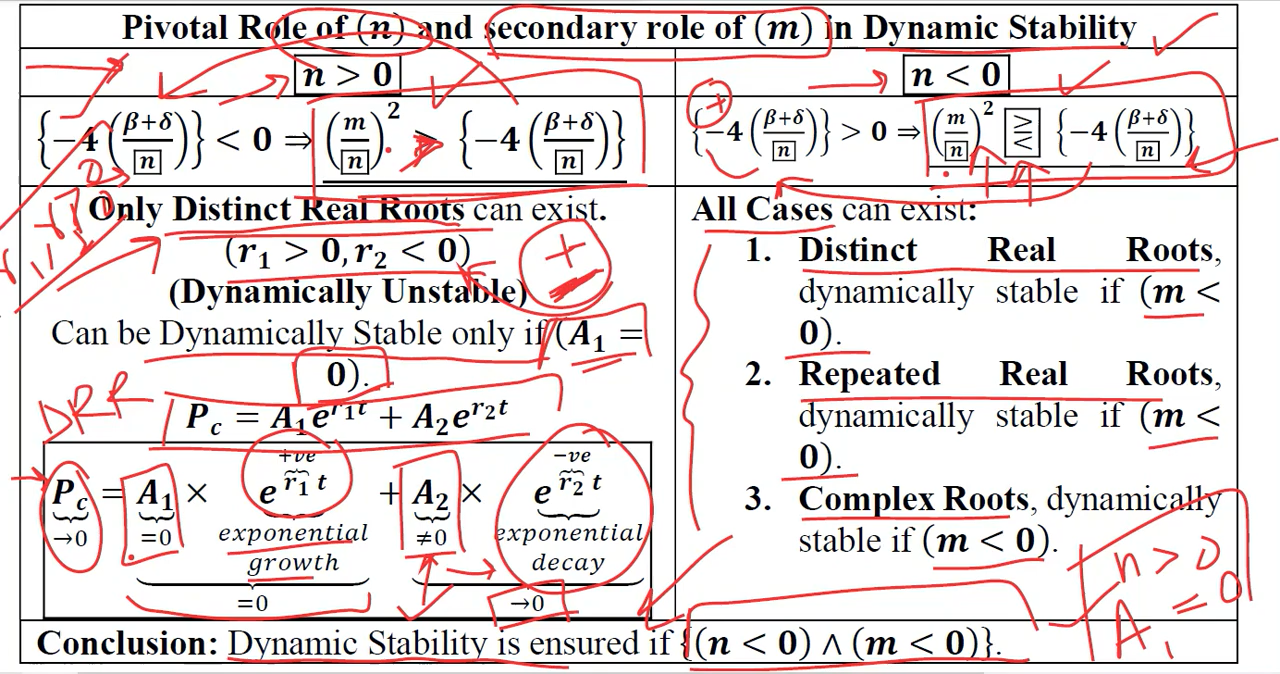 Pivotal Role of (n) and secondary role of (m) in Dynamic Stability
n > 0
{−4 (β+δ / n)} < 0 ⇒ (m / n)² > {−4 (β+δ / n)}
Only Distinct Real Roots can exist.
(r₁ > 0, r₂ < 0)
(Dynamically Unstable)
Can be Dynamically Stable only if (A₁ =
0).
DRR
P_c = A₁e^{r₁t} + A₂e^{r₂t}
+ve −ve
P_c = A₁ × e^{r₁ t} + A₂ × e^{r₂ t}
→0 =0 exponential ≠0 exponential
growth decay
=0 →0
+
n < 0
+
{−4 (β+δ / n)} > 0 ⇒ (m / n)² ⋛ {−4 (β+δ / n)}
All Cases can exist:
1. Distinct Real Roots,
dynamically stable if (m <
0).
2. Repeated Real Roots,
dynamically stable if (m <
0).
3. Complex Roots, dynamically
stable if (m < 0).
n > 0
A₁ = 0
Conclusion: Dynamic Stability is ensured if {(n < 0) ∧ (m < 0)}.